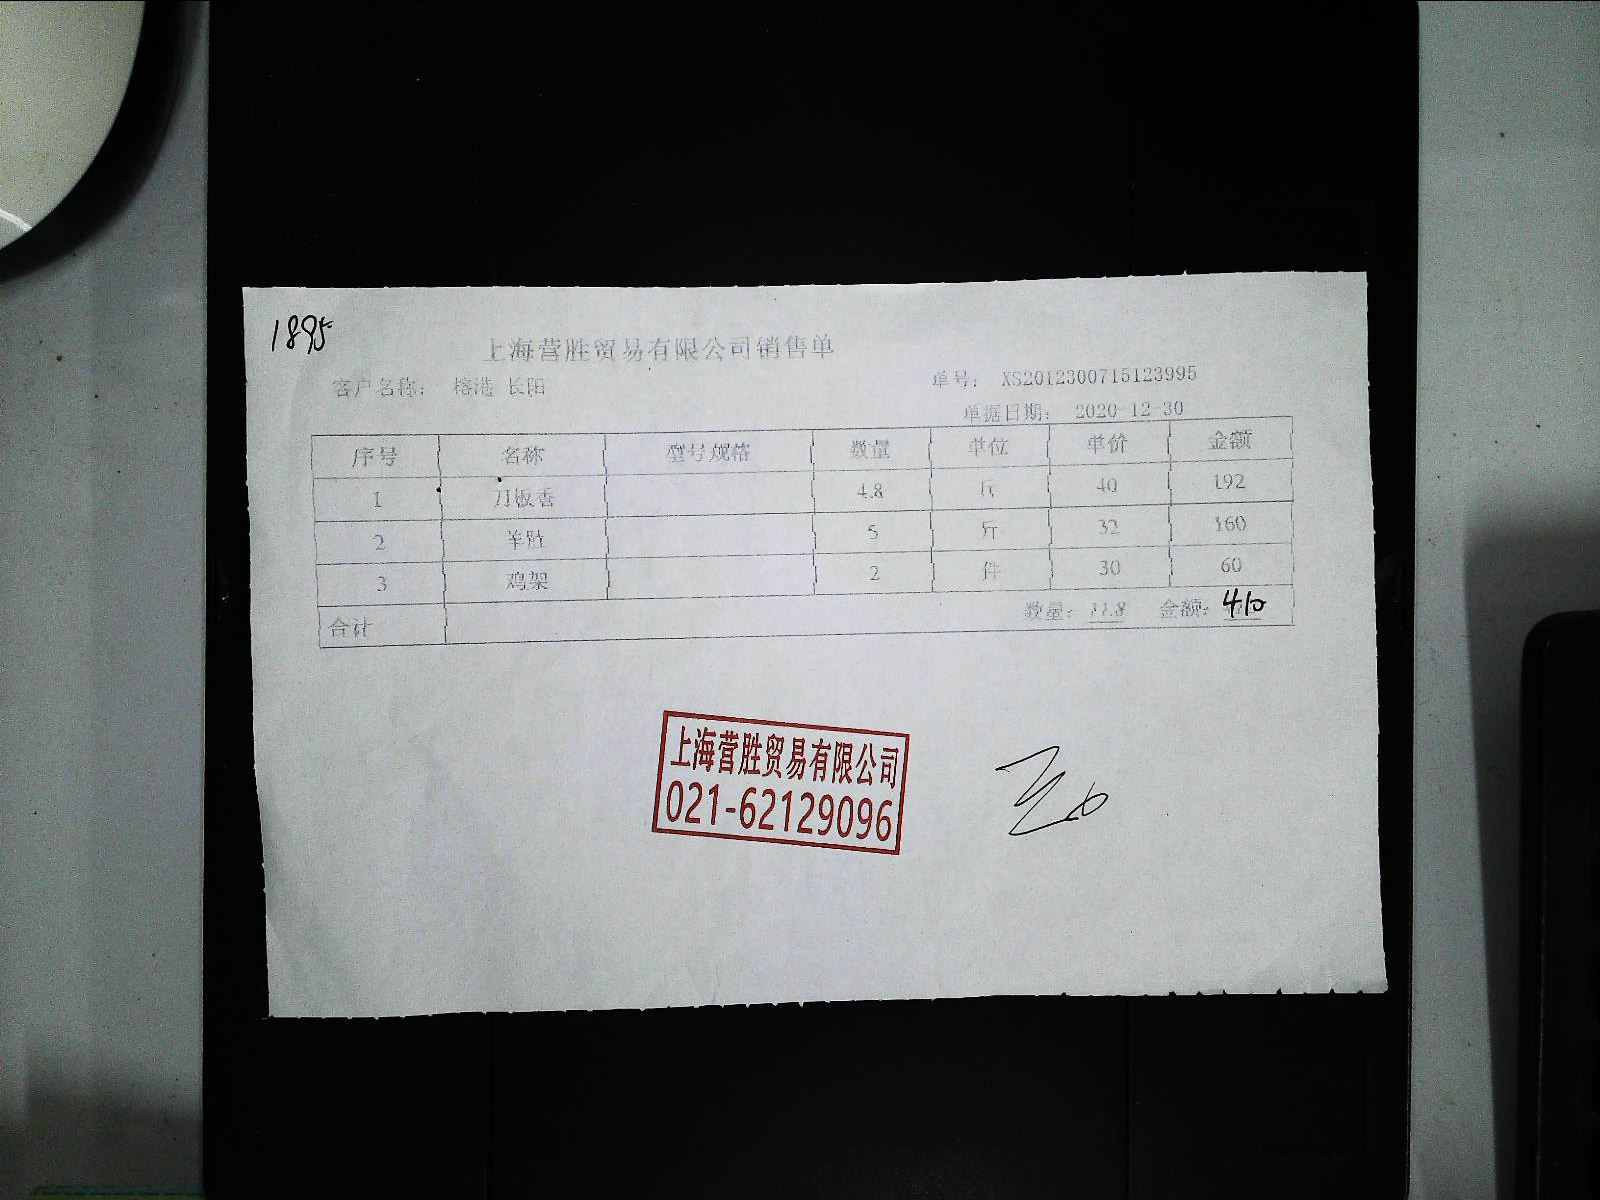 1895
上海营胜贸易有限公司销售单
客户名称： 榕港 长阳 单号： XS2012300715123995
单据日期： 2020-12-30
序号 名称 型号规格 数量 单位 单价 金额
1 刀板香 4.8 斤 40 192
2 羊肚 5 斤 32 160
3 鸡架 2 件 30 60
合计 数量：11.8 金额：410
上海营胜贸易有限公司
021-62129096